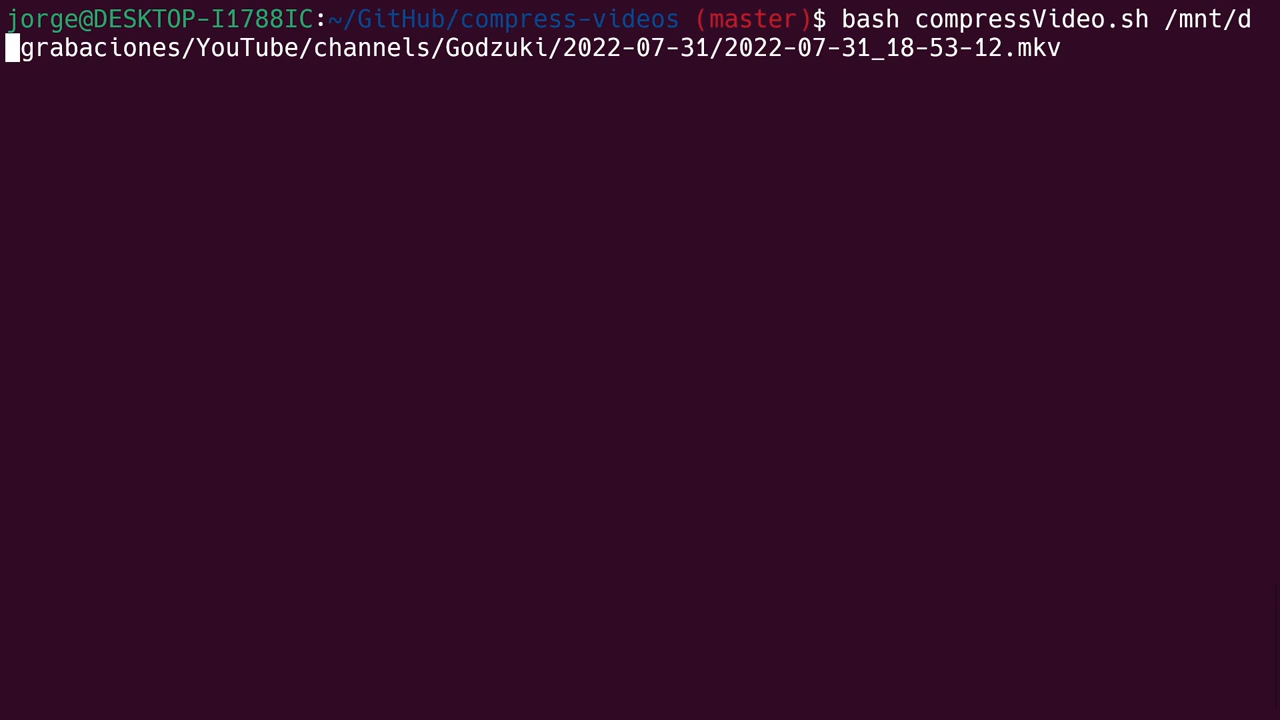 jorge@DESKTOP-I1788IC:~/GitHub/compress-videos (master)$ bash compressVideo.sh /mnt/d
grabaciones/YouTube/channels/Godzuki/2022-07-31/2022-07-31_18-53-12.mkv